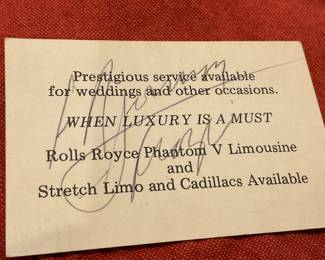 Prestigious service available
for weddings and other occasions.
WHEN LUXURY IS A MUST
Rolls Royce Phantom V Limousine
and
Stretch Limo and Cadillacs Available